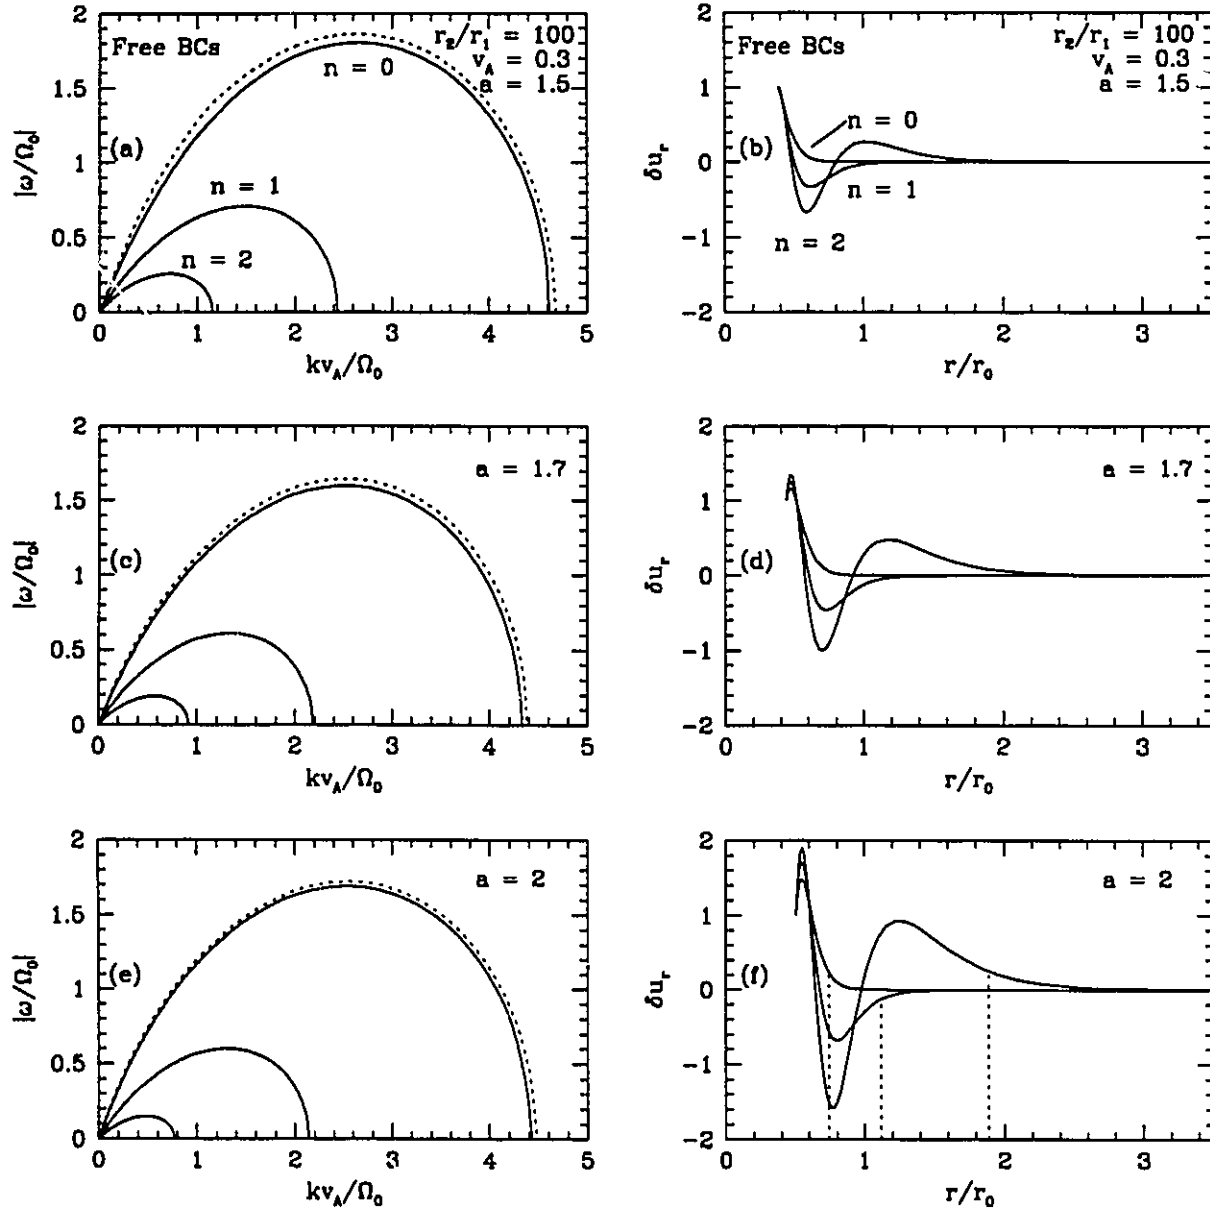 Free BCs
r₂/r₁ = 100
v_A = 0.3
a = 1.5
n = 0
(a)
n = 1
n = 2
|ω/Ω₀|
2
1.5
1
0.5
0
0 1 2 3 4 5
kv_A/Ω₀
Free BCs
r₂/r₁ = 100
v_A = 0.3
a = 1.5
n = 0
(b)
n = 1
n = 2
δu_r
2
1
0
−1
−2
0 1 2 3
r/r₀
a = 1.7
(c)
|ω/Ω₀|
2
1.5
1
0.5
0
0 1 2 3 4 5
kv_A/Ω₀
a = 1.7
(d)
δu_r
2
1
0
−1
−2
0 1 2 3
r/r₀
a = 2
(e)
|ω/Ω₀|
2
1.5
1
0.5
0
0 1 2 3 4 5
kv_A/Ω₀
a = 2
(f)
δu_r
2
1
0
−1
−2
0 1 2 3
r/r₀